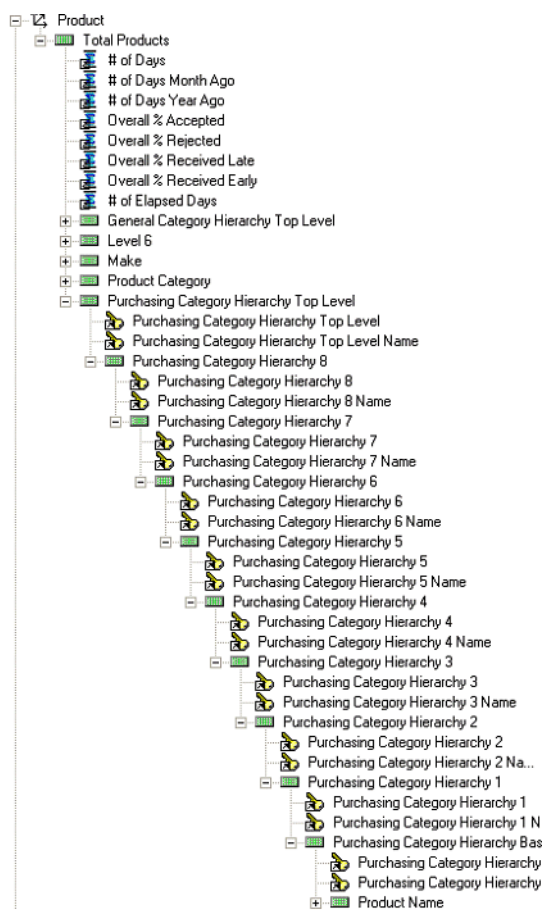 Product
Total Products
# of Days
# of Days Month Ago
# of Days Year Ago
Overall % Accepted
Overall % Rejected
Overall % Received Late
Overall % Received Early
# of Elapsed Days
General Category Hierarchy Top Level
Level 6
Make
Product Category
Purchasing Category Hierarchy Top Level
Purchasing Category Hierarchy Top Level
Purchasing Category Hierarchy Top Level Name
Purchasing Category Hierarchy 8
Purchasing Category Hierarchy 8
Purchasing Category Hierarchy 8 Name
Purchasing Category Hierarchy 7
Purchasing Category Hierarchy 7
Purchasing Category Hierarchy 7 Name
Purchasing Category Hierarchy 6
Purchasing Category Hierarchy 6
Purchasing Category Hierarchy 6 Name
Purchasing Category Hierarchy 5
Purchasing Category Hierarchy 5
Purchasing Category Hierarchy 5 Name
Purchasing Category Hierarchy 4
Purchasing Category Hierarchy 4
Purchasing Category Hierarchy 4 Name
Purchasing Category Hierarchy 3
Purchasing Category Hierarchy 3
Purchasing Category Hierarchy 3 Name
Purchasing Category Hierarchy 2
Purchasing Category Hierarchy 2
Purchasing Category Hierarchy 2 Na...
Purchasing Category Hierarchy 1
Purchasing Category Hierarchy 1
Purchasing Category Hierarchy 1 N
Purchasing Category Hierarchy Bas
Purchasing Category Hierarchy
Purchasing Category Hierarchy
Product Name